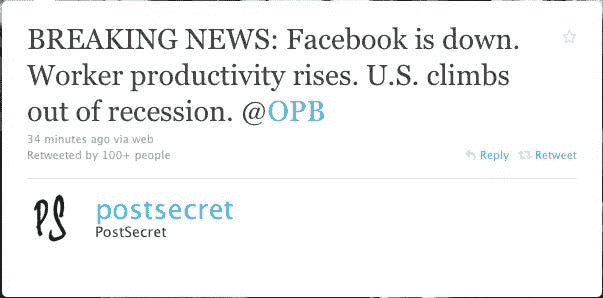 BREAKING NEWS: Facebook is down.
Worker productivity rises. U.S. climbs
out of recession. @OPB
34 minutes ago via web
Retweeted by 100+ people
Reply Retweet
PS
postsecret
PostSecret